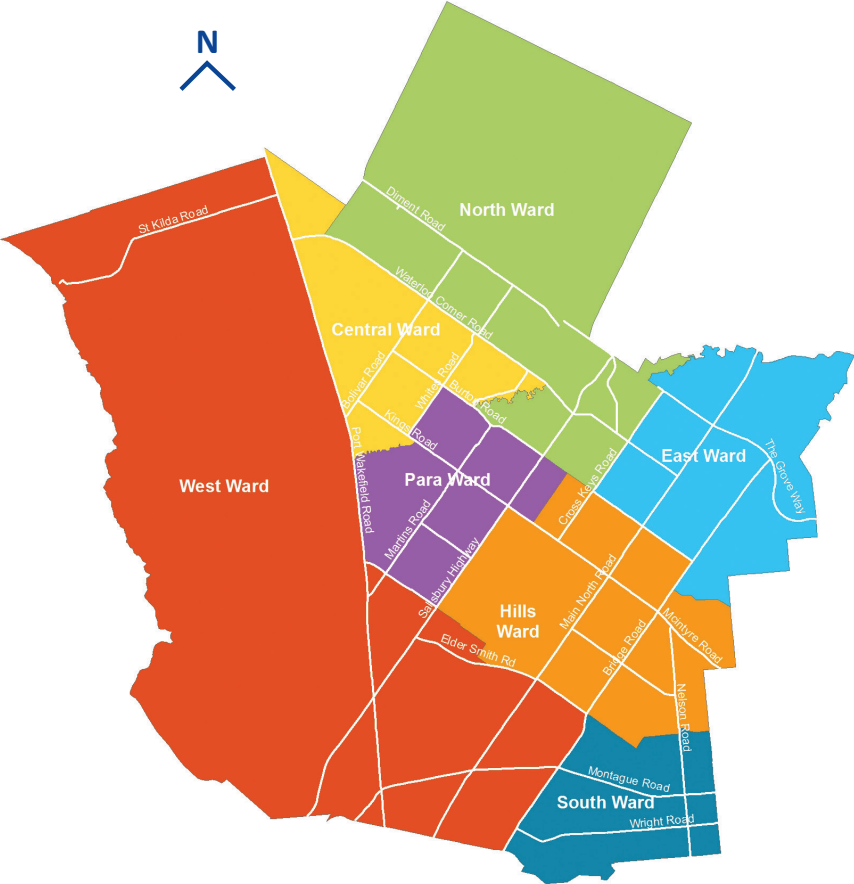 N
St Kilda Road
Diment Road
North Ward
Waterloo Corner Road
Central Ward
Bolivar Road
Whites Road
Burton Road
Kings Road
Port Wakefield Road
West Ward
Para Ward
Cross Keys Road
East Ward
The Grove Way
Martins Road
Salisbury Highway
Hills
Ward
Main North Road
Bridge Road
McIntyre Road
Elder Smith Rd
Nelson Road
Montague Road
South Ward
Wright Road